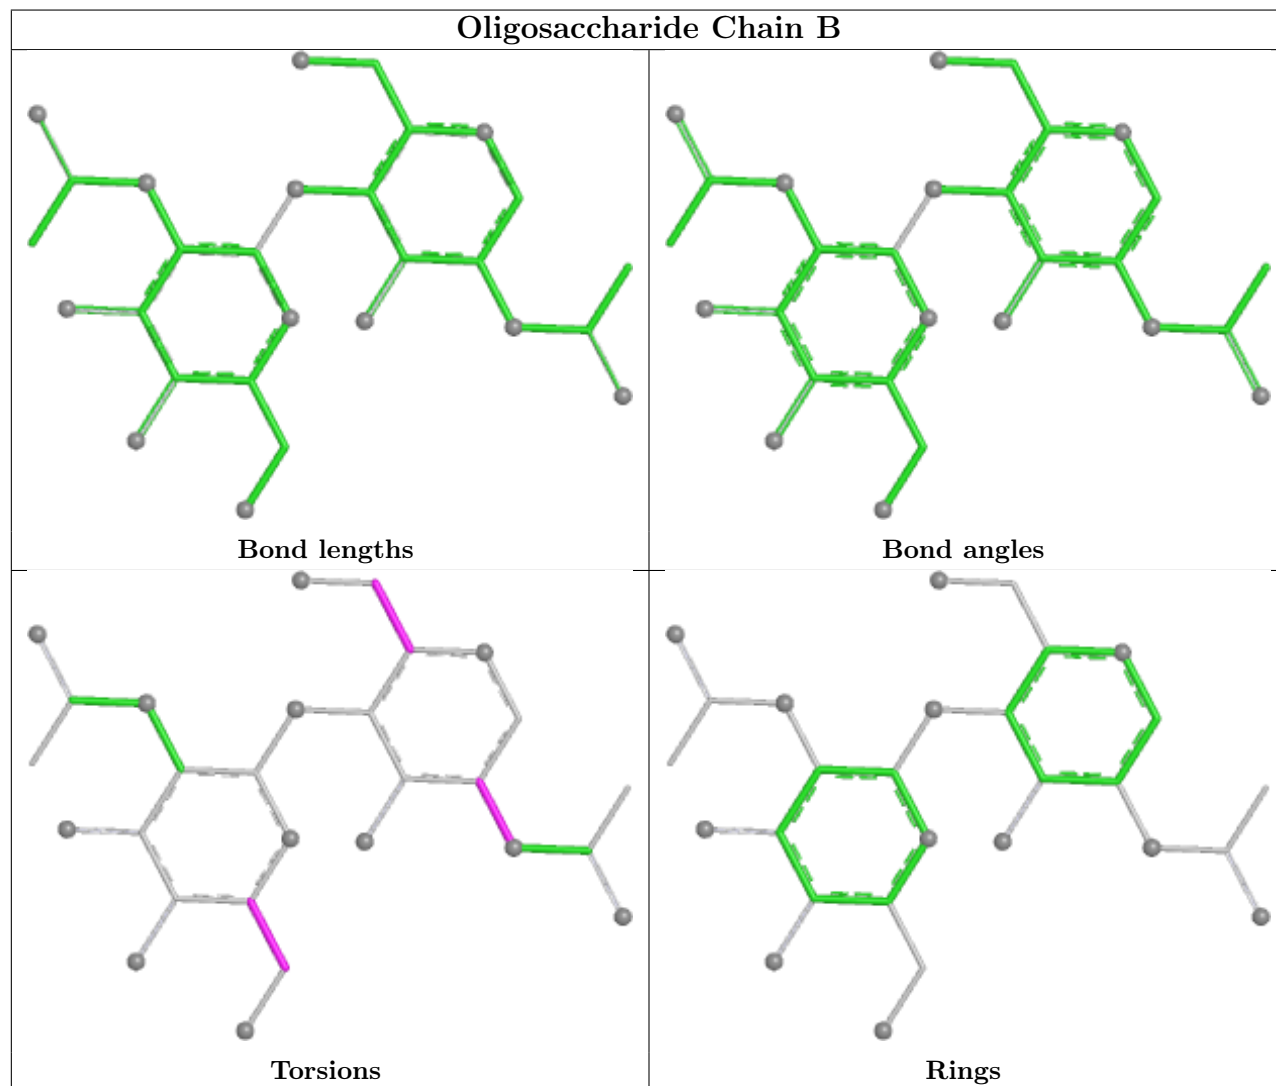 Oligosaccharide Chain B
Bond lengths
Bond angles
Torsions
Rings